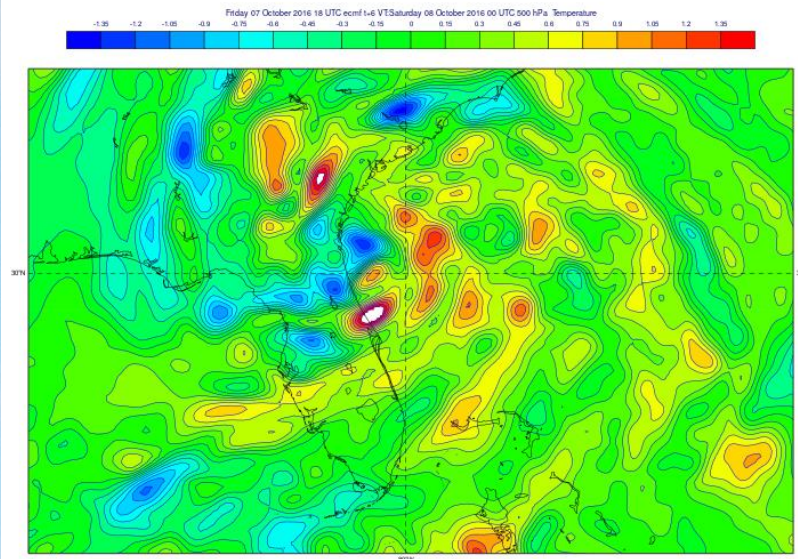 Friday 07 October 2016 18 UTC ecmf t+6 VT:Saturday 08 October 2016 00 UTC 500 hPa Temperature
-1.35 -1.2 -1.05 -0.9 -0.75 -0.6 -0.45 -0.3 -0.15 0 0.15 0.3 0.45 0.6 0.75 0.9 1.05 1.2 1.35
30°N
80°W